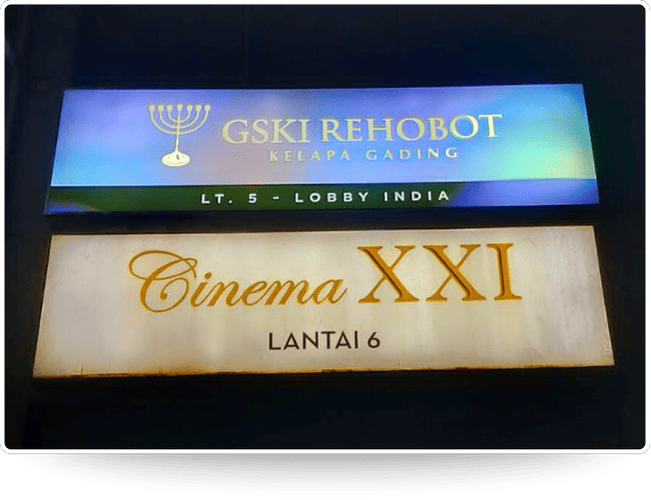 GSKI REHOBOT
KELAPA GADING
LT. 5 - LOBBY INDIA
Cinema XXI
LANTAI 6